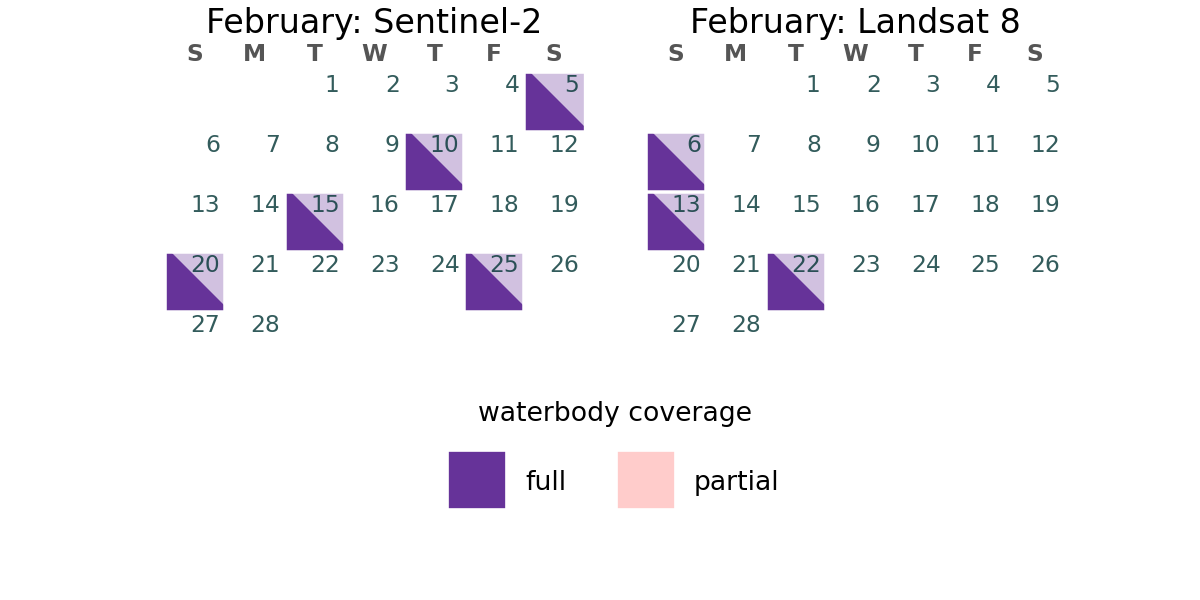 February: Sentinel-2
S M T W T F S
1 2 3 4 5
6 7 8 9 10 11 12
13 14 15 16 17 18 19
20 21 22 23 24 25 26
27 28
February: Landsat 8
S M T W T F S
1 2 3 4 5
6 7 8 9 10 11 12
13 14 15 16 17 18 19
20 21 22 23 24 25 26
27 28
waterbody coverage
full
partial